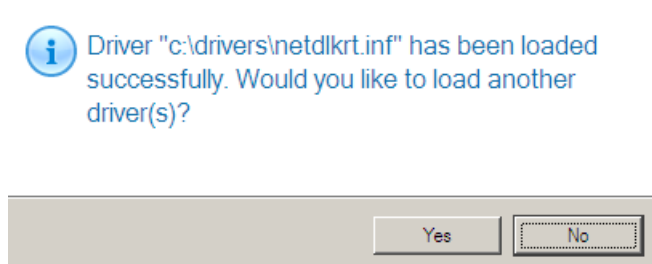 Driver "c:\drivers\netdlkrt.inf" has been loaded
successfully. Would you like to load another
driver(s)?
Yes No